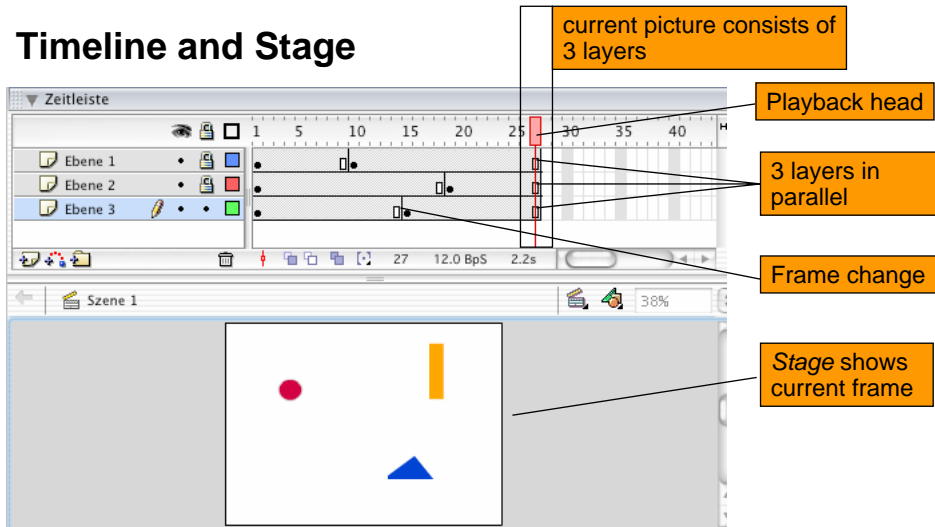 Timeline and Stage
current picture consists of
3 layers
Zeitleiste
Playback head
1 5 10 15 20 25 30 35 40
Ebene 1
Ebene 2
Ebene 3
3 layers in
parallel
27 12.0 BpS 2.2s
Frame change
Szene 1
38%
Stage shows
current frame